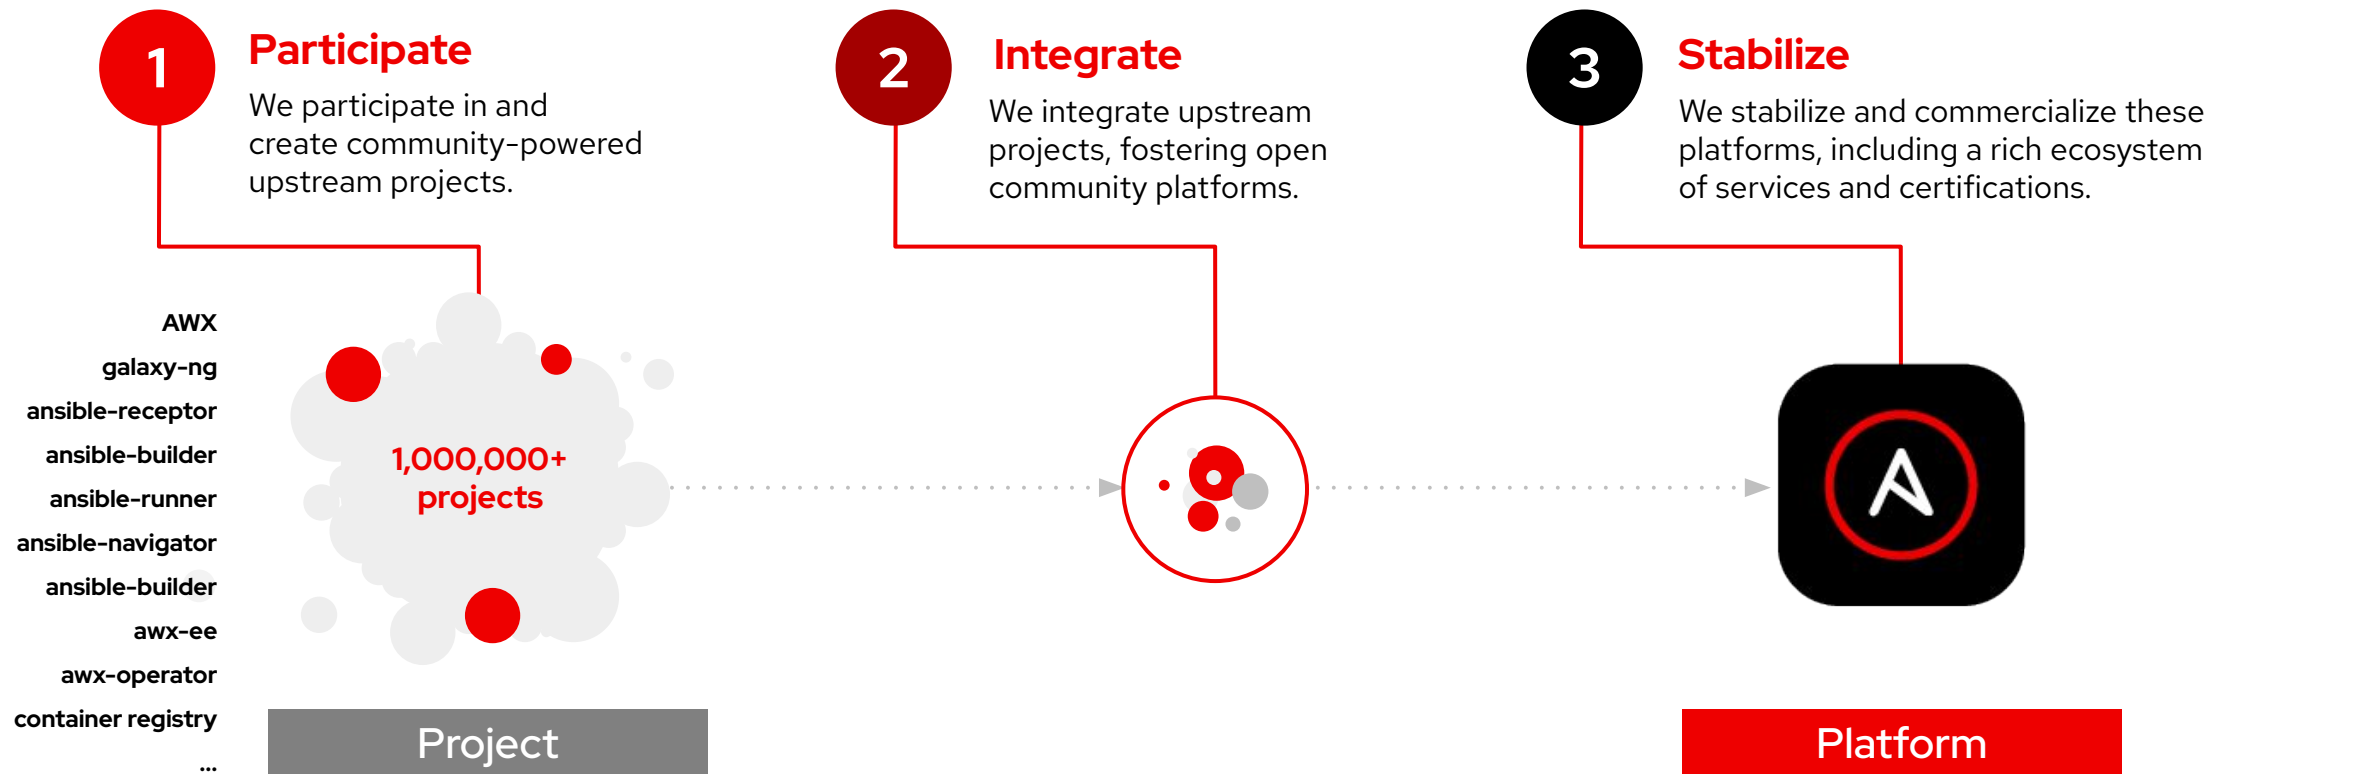 1
Participate
We participate in and
create community-powered
upstream projects.
2
Integrate
We integrate upstream
projects, fostering open
community platforms.
3
Stabilize
We stabilize and commercialize these
platforms, including a rich ecosystem
of services and certifications.
AWX
galaxy-ng
ansible-receptor
ansible-builder
ansible-runner
ansible-navigator
ansible-builder
awx-ee
awx-operator
container registry
...
1,000,000+
projects
Project
Platform